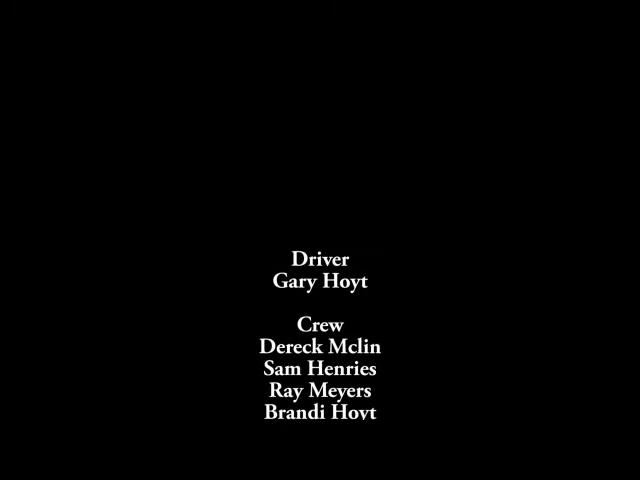 Driver
Gary Hoyt
Crew
Dereck Mclin
Sam Henries
Ray Meyers
Brandi Hoyt